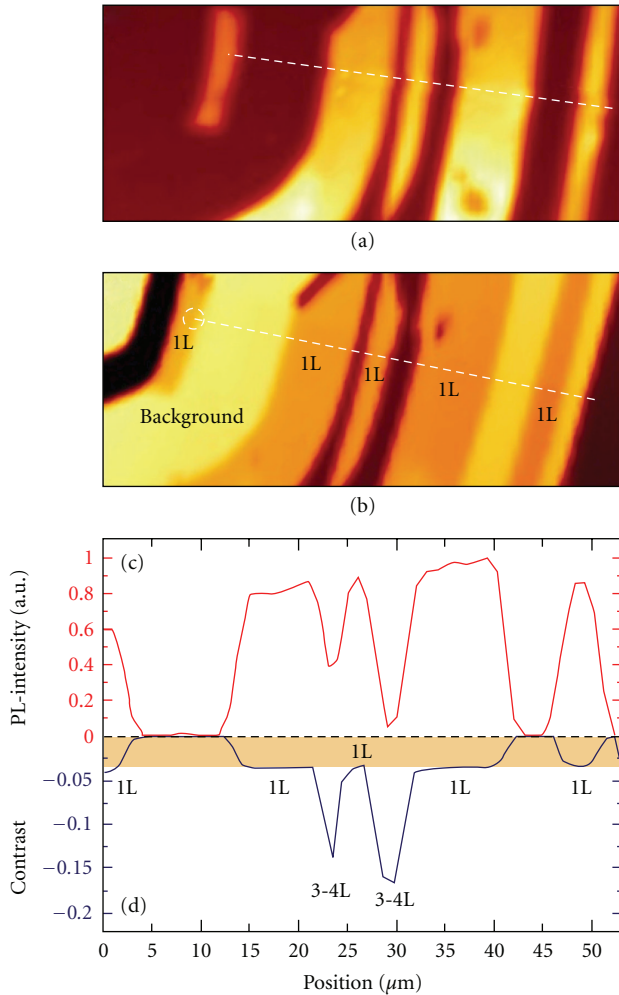 (a)
1L
1L
1L
1L
1L
Background
(b)
(c)
PL-intensity (a.u.)
1
0.8
0.6
0.4
0.2
0
1L
1L
1L
1L
1L
−0.05
−0.1
−0.15
−0.2
Contrast
3-4L
3-4L
(d)
0 5 10 15 20 25 30 35 40 45 50
Position (μm)